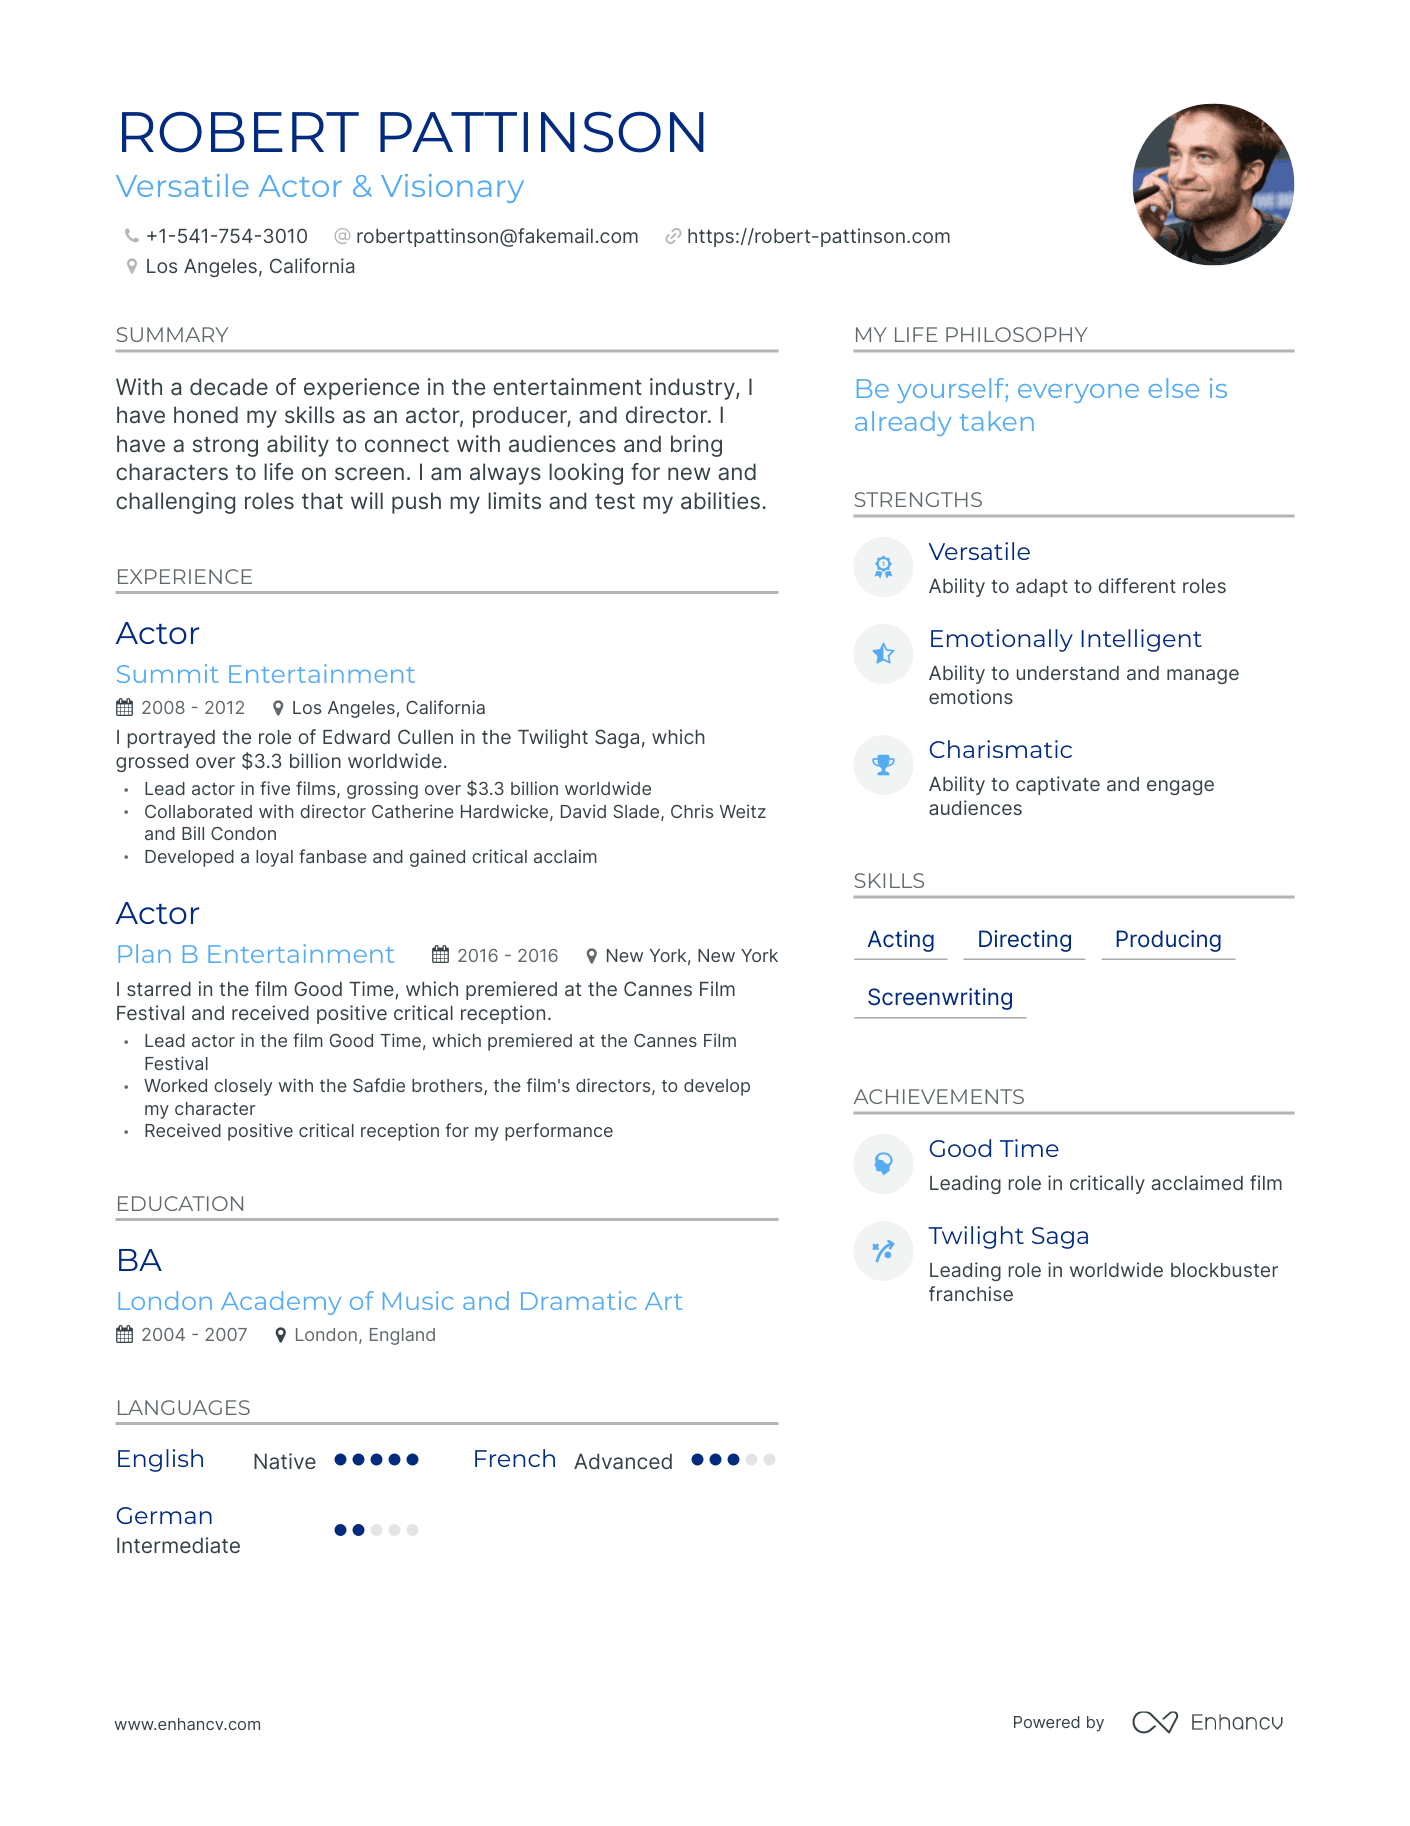 ROBERT PATTINSON
Versatile Actor & Visionary
+1-541-754-3010 @ robertpattinson@fakemail.com https://robert-pattinson.com
Los Angeles, California
SUMMARY
With a decade of experience in the entertainment industry, I
have honed my skills as an actor, producer, and director. I
have a strong ability to connect with audiences and bring
characters to life on screen. I am always looking for new and
challenging roles that will push my limits and test my abilities.
EXPERIENCE
Actor
Summit Entertainment
2008 - 2012 Los Angeles, California
I portrayed the role of Edward Cullen in the Twilight Saga, which
grossed over $3.3 billion worldwide.
• Lead actor in five films, grossing over $3.3 billion worldwide
• Collaborated with director Catherine Hardwicke, David Slade, Chris Weitz
and Bill Condon
• Developed a loyal fanbase and gained critical acclaim
Actor
Plan B Entertainment 2016 - 2016 New York, New York
I starred in the film Good Time, which premiered at the Cannes Film
Festival and received positive critical reception.
• Lead actor in the film Good Time, which premiered at the Cannes Film
Festival
• Worked closely with the Safdie brothers, the film's directors, to develop
my character
• Received positive critical reception for my performance
EDUCATION
BA
London Academy of Music and Dramatic Art
2004 - 2007 London, England
LANGUAGES
English Native French Advanced
German
Intermediate
MY LIFE PHILOSOPHY
Be yourself; everyone else is
already taken
STRENGTHS
Versatile
Ability to adapt to different roles
Emotionally Intelligent
Ability to understand and manage
emotions
Charismatic
Ability to captivate and engage
audiences
SKILLS
Acting Directing Producing
Screenwriting
ACHIEVEMENTS
Good Time
Leading role in critically acclaimed film
Twilight Saga
Leading role in worldwide blockbuster
franchise
www.enhancv.com
Powered by Enhancv